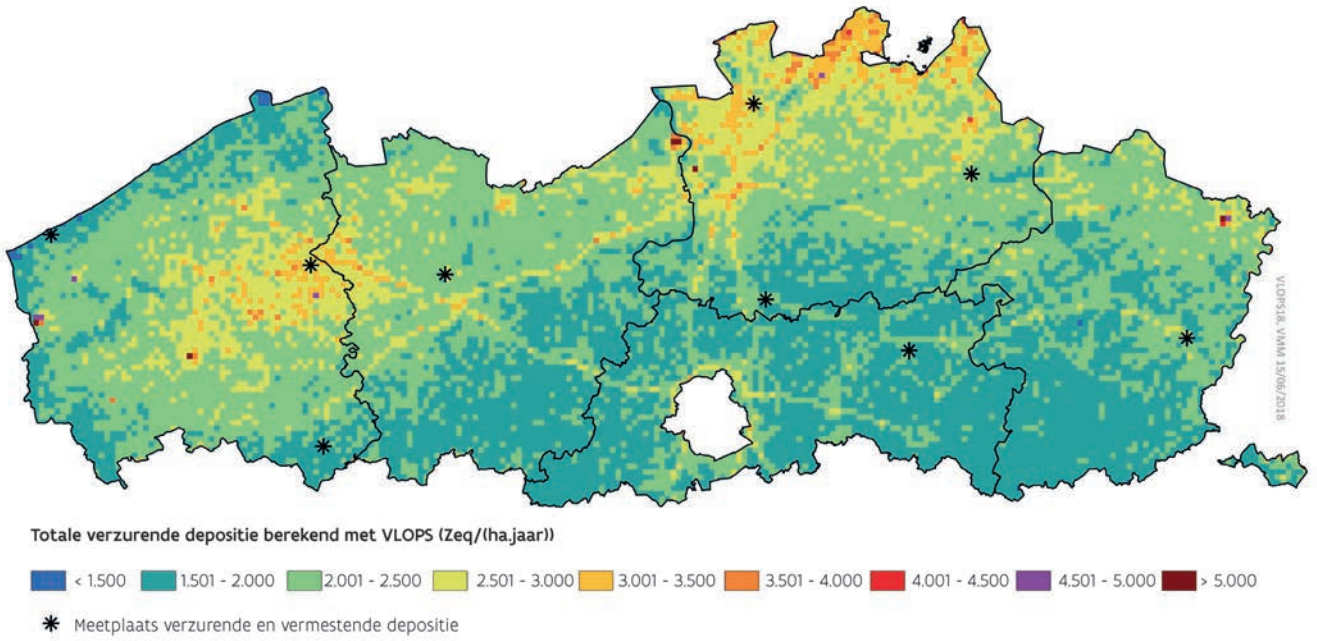 VLOPS18, VMM 15/06/2018
Totale verzurende depositie berekend met VLOPS (Zeq/(ha.jaar))
< 1.500 1.501 - 2.000 2.001 - 2.500 2.501 - 3.000 3.001 - 3.500 3.501 - 4.000 4.001 - 4.500 4.501 - 5.000 > 5.000
Meetplaats verzurende en vermestende depositie